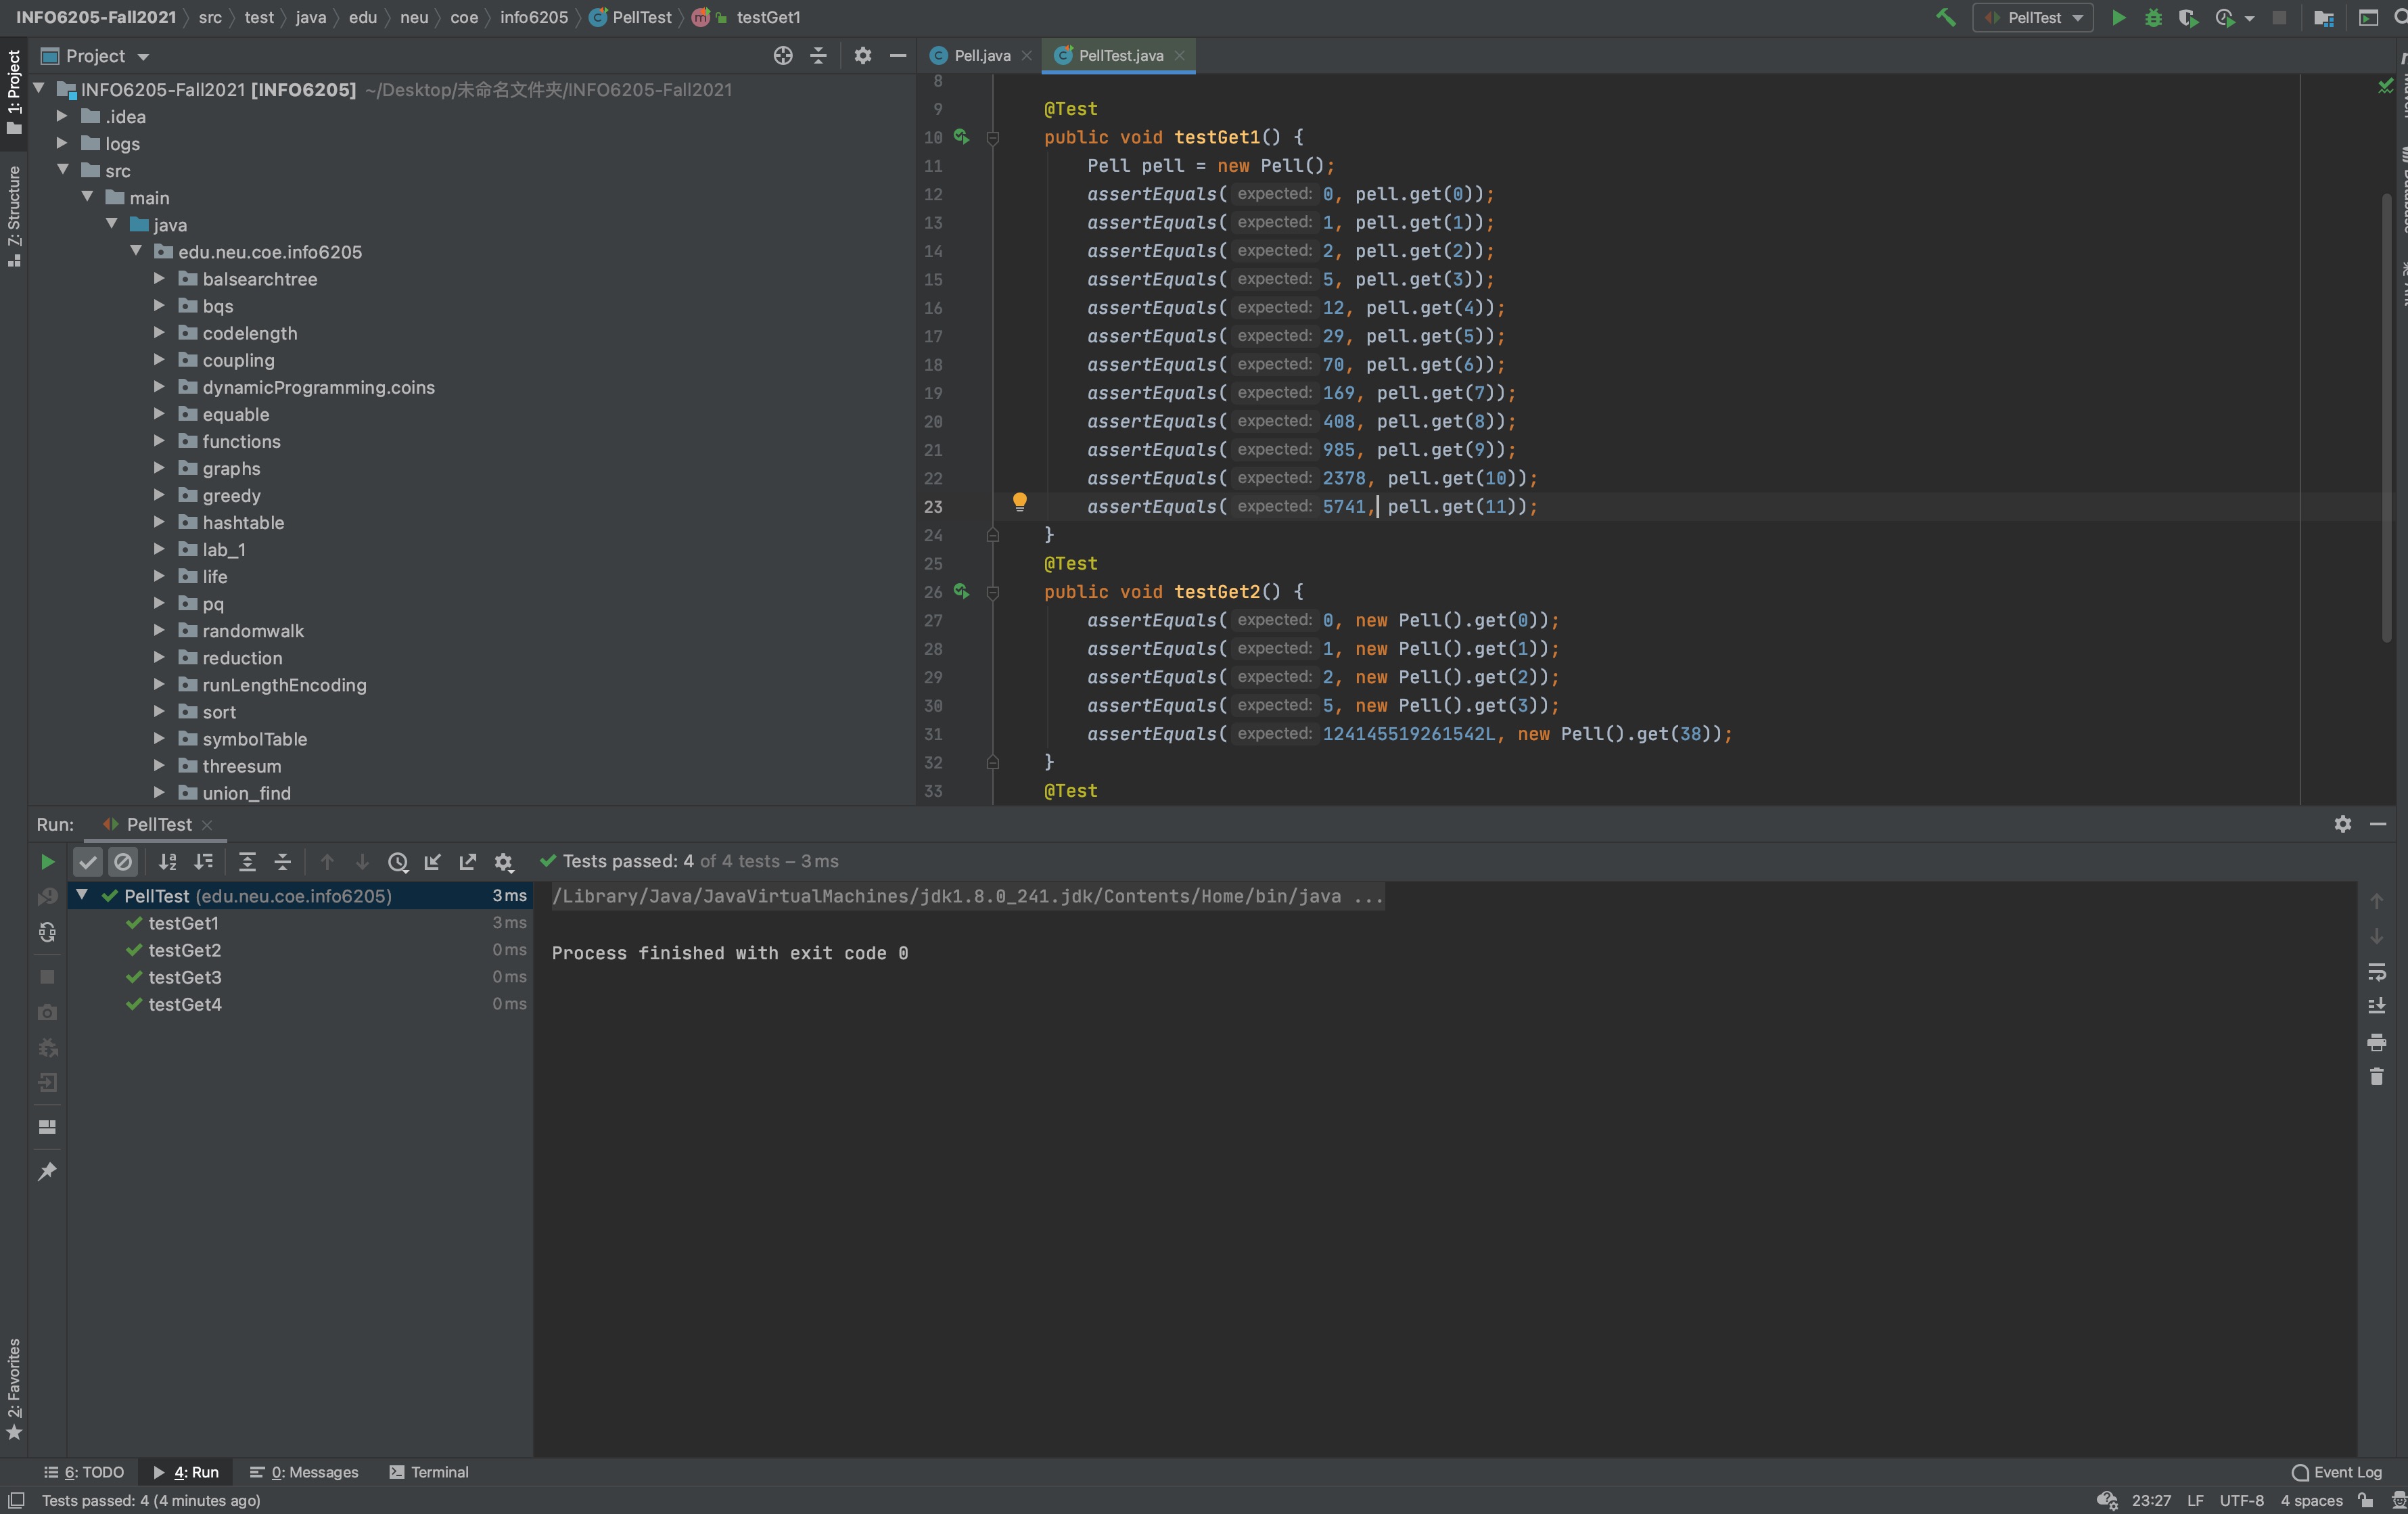 INFO6205-Fall2021 src test java edu neu coe info6205 PellTest testGet1 PellTest
1: Project
7: Structure
2: Favorites
Project
INFO6205-Fall2021 [INFO6205] ~/Desktop/未命名文件夹/INFO6205-Fall2021
.idea
logs
src
main
java
edu.neu.coe.info6205
balsearchtree
bqs
codelength
coupling
dynamicProgramming.coins
equable
functions
graphs
greedy
hashtable
lab_1
life
pq
randomwalk
reduction
runLengthEncoding
sort
symbolTable
threesum
union_find
Pell.java PellTest.java
8
9 @Test
10 public void testGet1() {
11 Pell pell = new Pell();
12 assertEquals( expected: 0, pell.get(0));
13 assertEquals( expected: 1, pell.get(1));
14 assertEquals( expected: 2, pell.get(2));
15 assertEquals( expected: 5, pell.get(3));
16 assertEquals( expected: 12, pell.get(4));
17 assertEquals( expected: 29, pell.get(5));
18 assertEquals( expected: 70, pell.get(6));
19 assertEquals( expected: 169, pell.get(7));
20 assertEquals( expected: 408, pell.get(8));
21 assertEquals( expected: 985, pell.get(9));
22 assertEquals( expected: 2378, pell.get(10));
23 assertEquals( expected: 5741, pell.get(11));
24 }
25 @Test
26 public void testGet2() {
27 assertEquals( expected: 0, new Pell().get(0));
28 assertEquals( expected: 1, new Pell().get(1));
29 assertEquals( expected: 2, new Pell().get(2));
30 assertEquals( expected: 5, new Pell().get(3));
31 assertEquals( expected: 124145519261542L, new Pell().get(38));
32 }
33 @Test
Run: PellTest
Tests passed: 4 of 4 tests – 3 ms
PellTest (edu.neu.coe.info6205) 3 ms
testGet1 3 ms
testGet2 0 ms
testGet3 0 ms
testGet4 0 ms
/Library/Java/JavaVirtualMachines/jdk1.8.0_241.jdk/Contents/Home/bin/java ...
Process finished with exit code 0
6: TODO 4: Run 0: Messages Terminal Event Log
Tests passed: 4 (4 minutes ago) 23:27 LF UTF-8 4 spaces